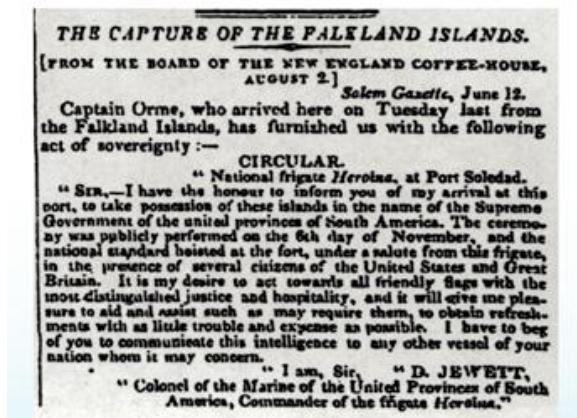 THE CAPTURE OF THE FALKLAND ISLANDS.
[FROM THE BOARD OF THE NEW ENGLAND COFFEE-HOUSE,
AUGUST 2.]
Salem Gazette, June 12.
Captain Orme, who arrived here on Tuesday last from
the Falkland Islands, has furnished us with the following
act of sovereignty :—
CIRCULAR.
" National frigate Heroina, at Port Soledad.
" SIR,—I have the honour to inform you of my arrival at this
port, to take possession of these islands in the name of the Supreme
Government of the united provinces of South America. The ceremo-
ny was publicly performed on the 6th day of November, and the
national standard hoisted at the fort, under a salute from this frigate,
in the presence of several citizens of the United States and Great
Britain. It is my desire to act towards all friendly flags with the
most distinguished justice and hospitality, and it will give me plea-
sure to aid and assist such as may require them, to obtain refresh-
ments with as little trouble and expense as possible. I have to beg
of you to communicate this intelligence to any other vessel of your
nation whom it may concern.
" I am, Sir, " D. JEWETT,
" Colonel of the Marine of the United Provinces of South
America, Commander of the frigate Heroina."